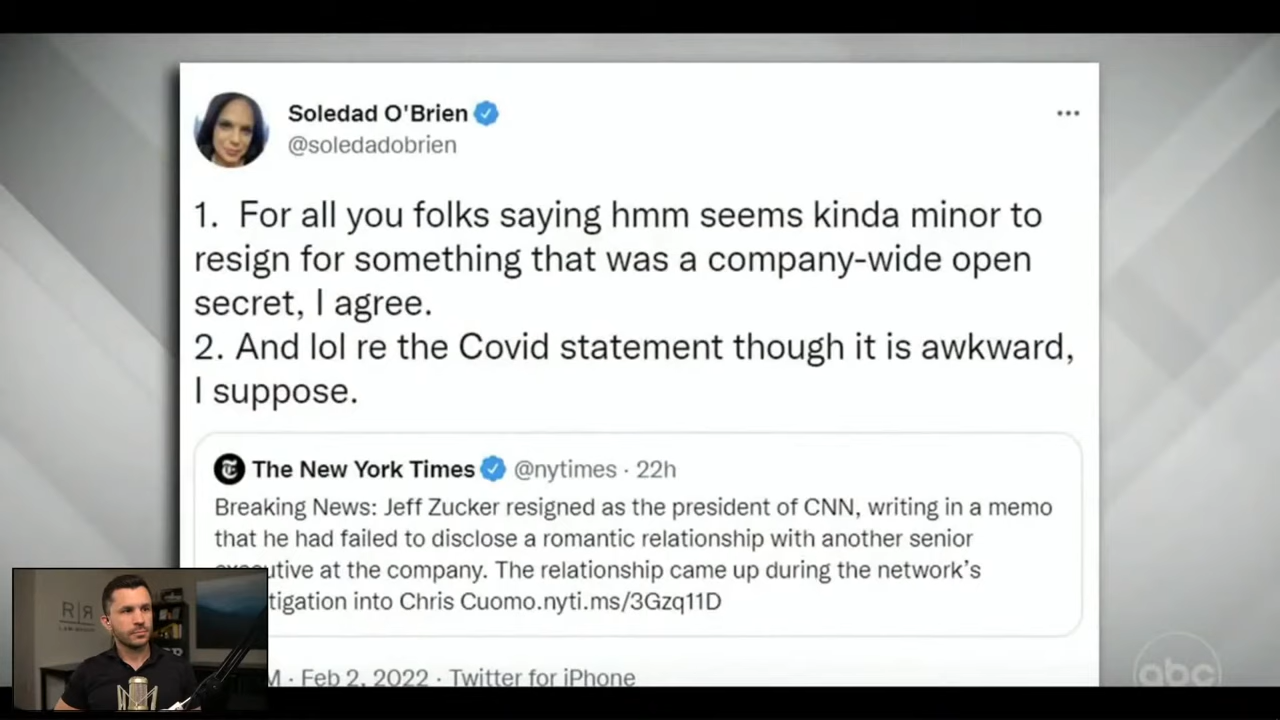 Soledad O'Brien
@soledadobrien
1. For all you folks saying hmm seems kinda minor to
resign for something that was a company-wide open
secret, I agree.
2. And lol re the Covid statement though it is awkward,
I suppose.
The New York Times @nytimes · 22h
Breaking News: Jeff Zucker resigned as the president of CNN, writing in a memo
that he had failed to disclose a romantic relationship with another senior
executive at the company. The relationship came up during the network's
tigation into Chris Cuomo.nyti.ms/3Gzq11D
M · Feb 2, 2022 · Twitter for iPhone
R|R
LAW GROUP
abc